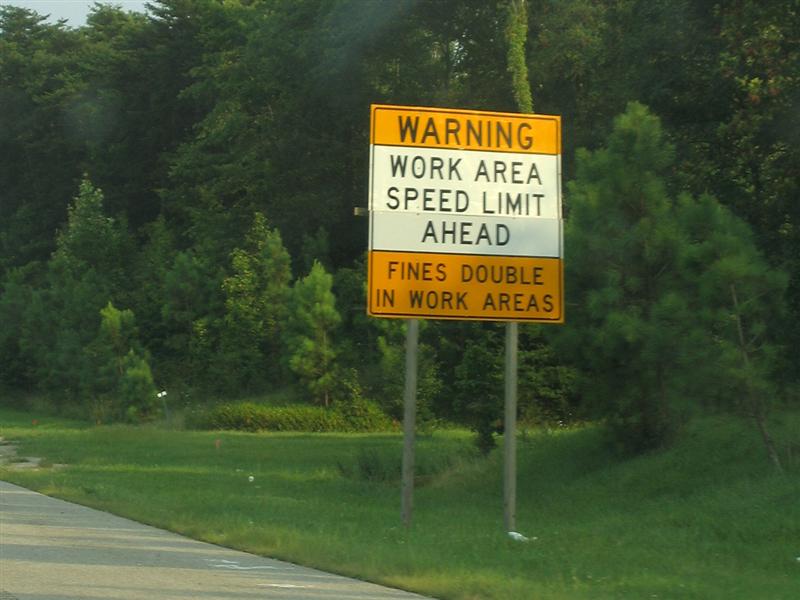 WARNING
WORK AREA
SPEED LIMIT
AHEAD
FINES DOUBLE
IN WORK AREAS